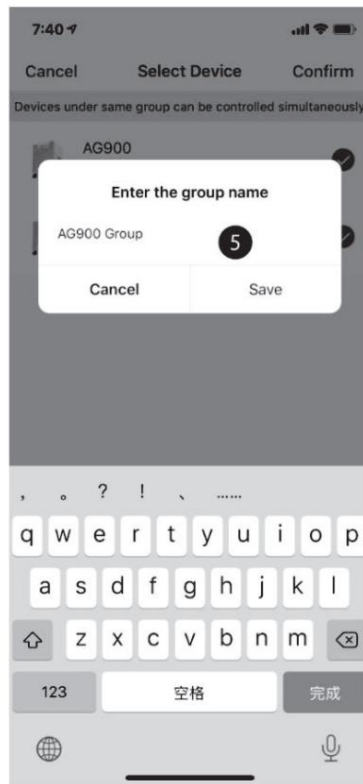 7:40
Cancel Select Device Confirm
Devices under same group can be controlled simultaneously
AG900
Enter the group name
AG900 Group
5
Cancel Save
, 。 ? ! 、 ……
q w e r t y u i o p
a s d f g h j k l
z x c v b n m
123 空格 完成